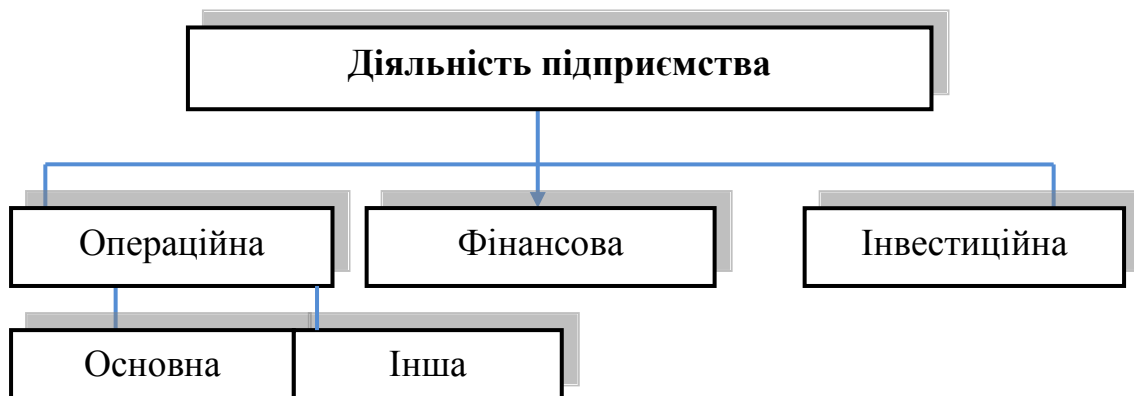 Діяльність підприємства
Операційна
Фінансова
Інвестиційна
Основна
Інша